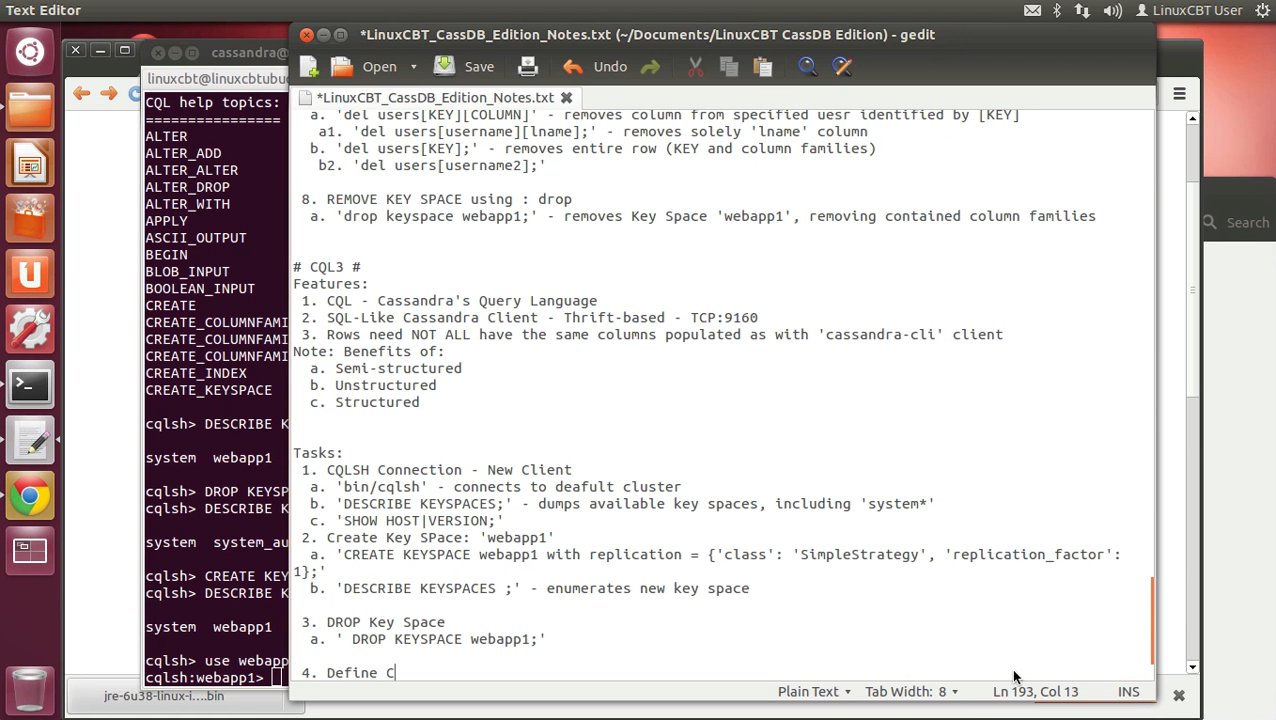 Text Editor
LinuxCBT User
*LinuxCBT_CassDB_Edition_Notes.txt (~/Documents/LinuxCBT CassDB Edition) - gedit
cassandra@
linuxcbt@linuxcbtubu
Open
Save
Undo
*LinuxCBT_CassDB_Edition_Notes.txt
Search
CQL help topics:
================
ALTER
ALTER_ADD
ALTER_ALTER
ALTER_DROP
ALTER_WITH
APPLY
ASCII_OUTPUT
BEGIN
BLOB_INPUT
BOOLEAN_INPUT
CREATE
CREATE_COLUMNFAMI
CREATE_COLUMNFAMI
CREATE_COLUMNFAMI
CREATE_INDEX
CREATE_KEYSPACE
cqlsh> DESCRIBE K
system  webapp1
cqlsh> DROP KEYSP
cqlsh> DESCRIBE K
system  system_au
cqlsh> CREATE KEY
cqlsh> DESCRIBE K
system  webapp1
cqlsh> use webapp
cqlsh:webapp1>
jre-6u38-linux-i....bin
a. 'del users[KEY][COLUMN]' - removes column from specified uesr identified by [KEY]
a1. 'del users[username][lname];' - removes solely 'lname' column
b. 'del users[KEY];' - removes entire row (KEY and column families)
b2. 'del users[username2];'
8. REMOVE KEY SPACE using : drop
a. 'drop keyspace webapp1;' - removes Key Space 'webapp1', removing contained column families
# CQL3 #
Features:
1. CQL - Cassandra's Query Language
2. SQL-Like Cassandra Client - Thrift-based - TCP:9160
3. Rows need NOT ALL have the same columns populated as with 'cassandra-cli' client
Note: Benefits of:
a. Semi-structured
b. Unstructured
c. Structured
Tasks:
1. CQLSH Connection - New Client
a. 'bin/cqlsh' - connects to deafult cluster
b. 'DESCRIBE KEYSPACES;' - dumps available key spaces, including 'system*'
c. 'SHOW HOST|VERSION;'
2. Create Key SPace: 'webapp1'
a. 'CREATE KEYSPACE webapp1 with replication = {'class': 'SimpleStrategy', 'replication_factor':
1};'
b. 'DESCRIBE KEYSPACES ;' - enumerates new key space
3. DROP Key Space
a. ' DROP KEYSPACE webapp1;'
4. Define C
Plain Text
Tab Width: 8
Ln 193, Col 13
INS